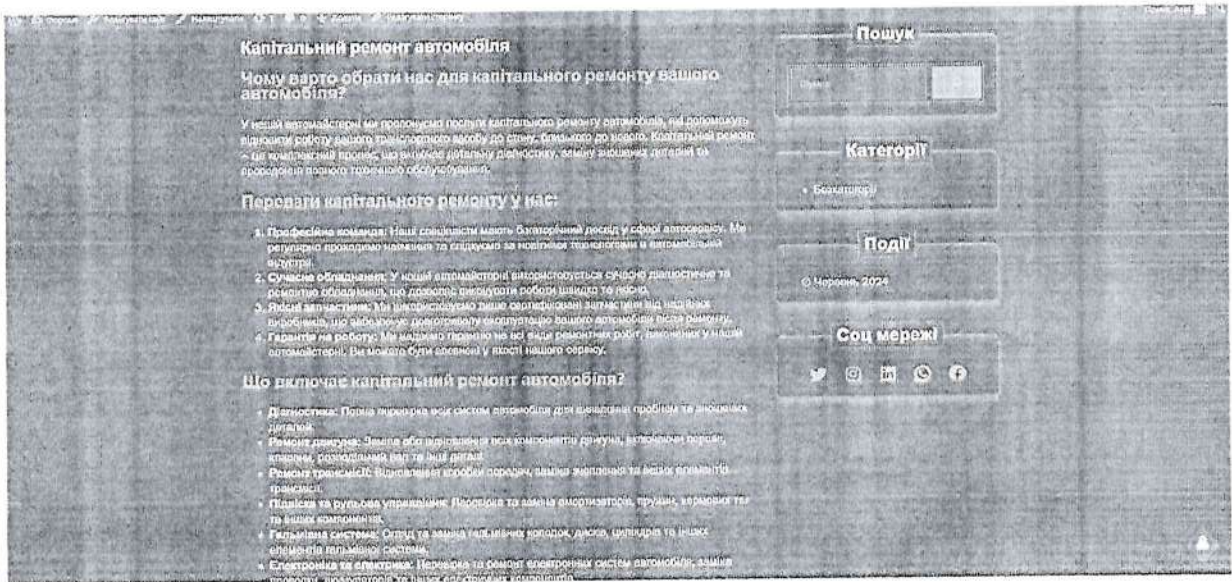 Капітальний ремонт автомобіля
Чому варто обрати нас для капітального ремонту вашого
автомобіля?
У нашій автомайстерні ми пропонуємо послуги капітального ремонту автомобілів, які допоможуть
відновити роботу вашого транспортного засобу до стану, близького до нового. Капітальний ремонт
– це комплексний процес, що включає детальну діагностику, заміну зношених деталей та
проведення повного технічного обслуговування.
Переваги капітального ремонту у нас:
1. Професійна команда: Наші спеціалісти мають багаторічний досвід у сфері автосервісу. Ми
регулярно проходимо навчання та слідкуємо за новітніми технологіями в автомобільній
індустрії.
2. Сучасне обладнання: У нашій автомайстерні використовується сучасне діагностичне та
ремонтне обладнання, що дозволяє виконувати роботи швидко та якісно.
3. Якісні запчастини: Ми використовуємо лише сертифіковані запчастини від надійних
виробників, що забезпечує довготривалу експлуатацію вашого автомобіля після ремонту.
4. Гарантія на роботу: Ми надаємо гарантію на всі види ремонтних робіт, виконаних у нашій
автомайстерні. Ви можете бути впевнені у якості нашого сервісу.
Що включає капітальний ремонт автомобіля?
• Діагностика: Повна перевірка всіх систем автомобіля для виявлення проблем та зношених
деталей.
• Ремонт двигуна: Заміна або відновлення всіх компонентів двигуна, включаючи поршні,
клапани, розподільний вал та інші деталі.
• Ремонт трансмісії: Відновлення коробки передач, заміна зчеплення та інших елементів
трансмісії.
• Підвіска та рульове управління: Перевірка та заміна амортизаторів, пружин, кермових тяг
та інших компонентів.
• Гальмівна система: Огляд та заміна гальмівних колодок, дисків, циліндрів та інших
елементів гальмівної системи.
• Електроніка та електрика: Перевірка та ремонт електронних систем автомобіля, заміна
проводки, акумуляторів та інших електричних компонентів.
Пошук
Категорії
• Без категорії
Події
Червень, 2024
Соц мережі